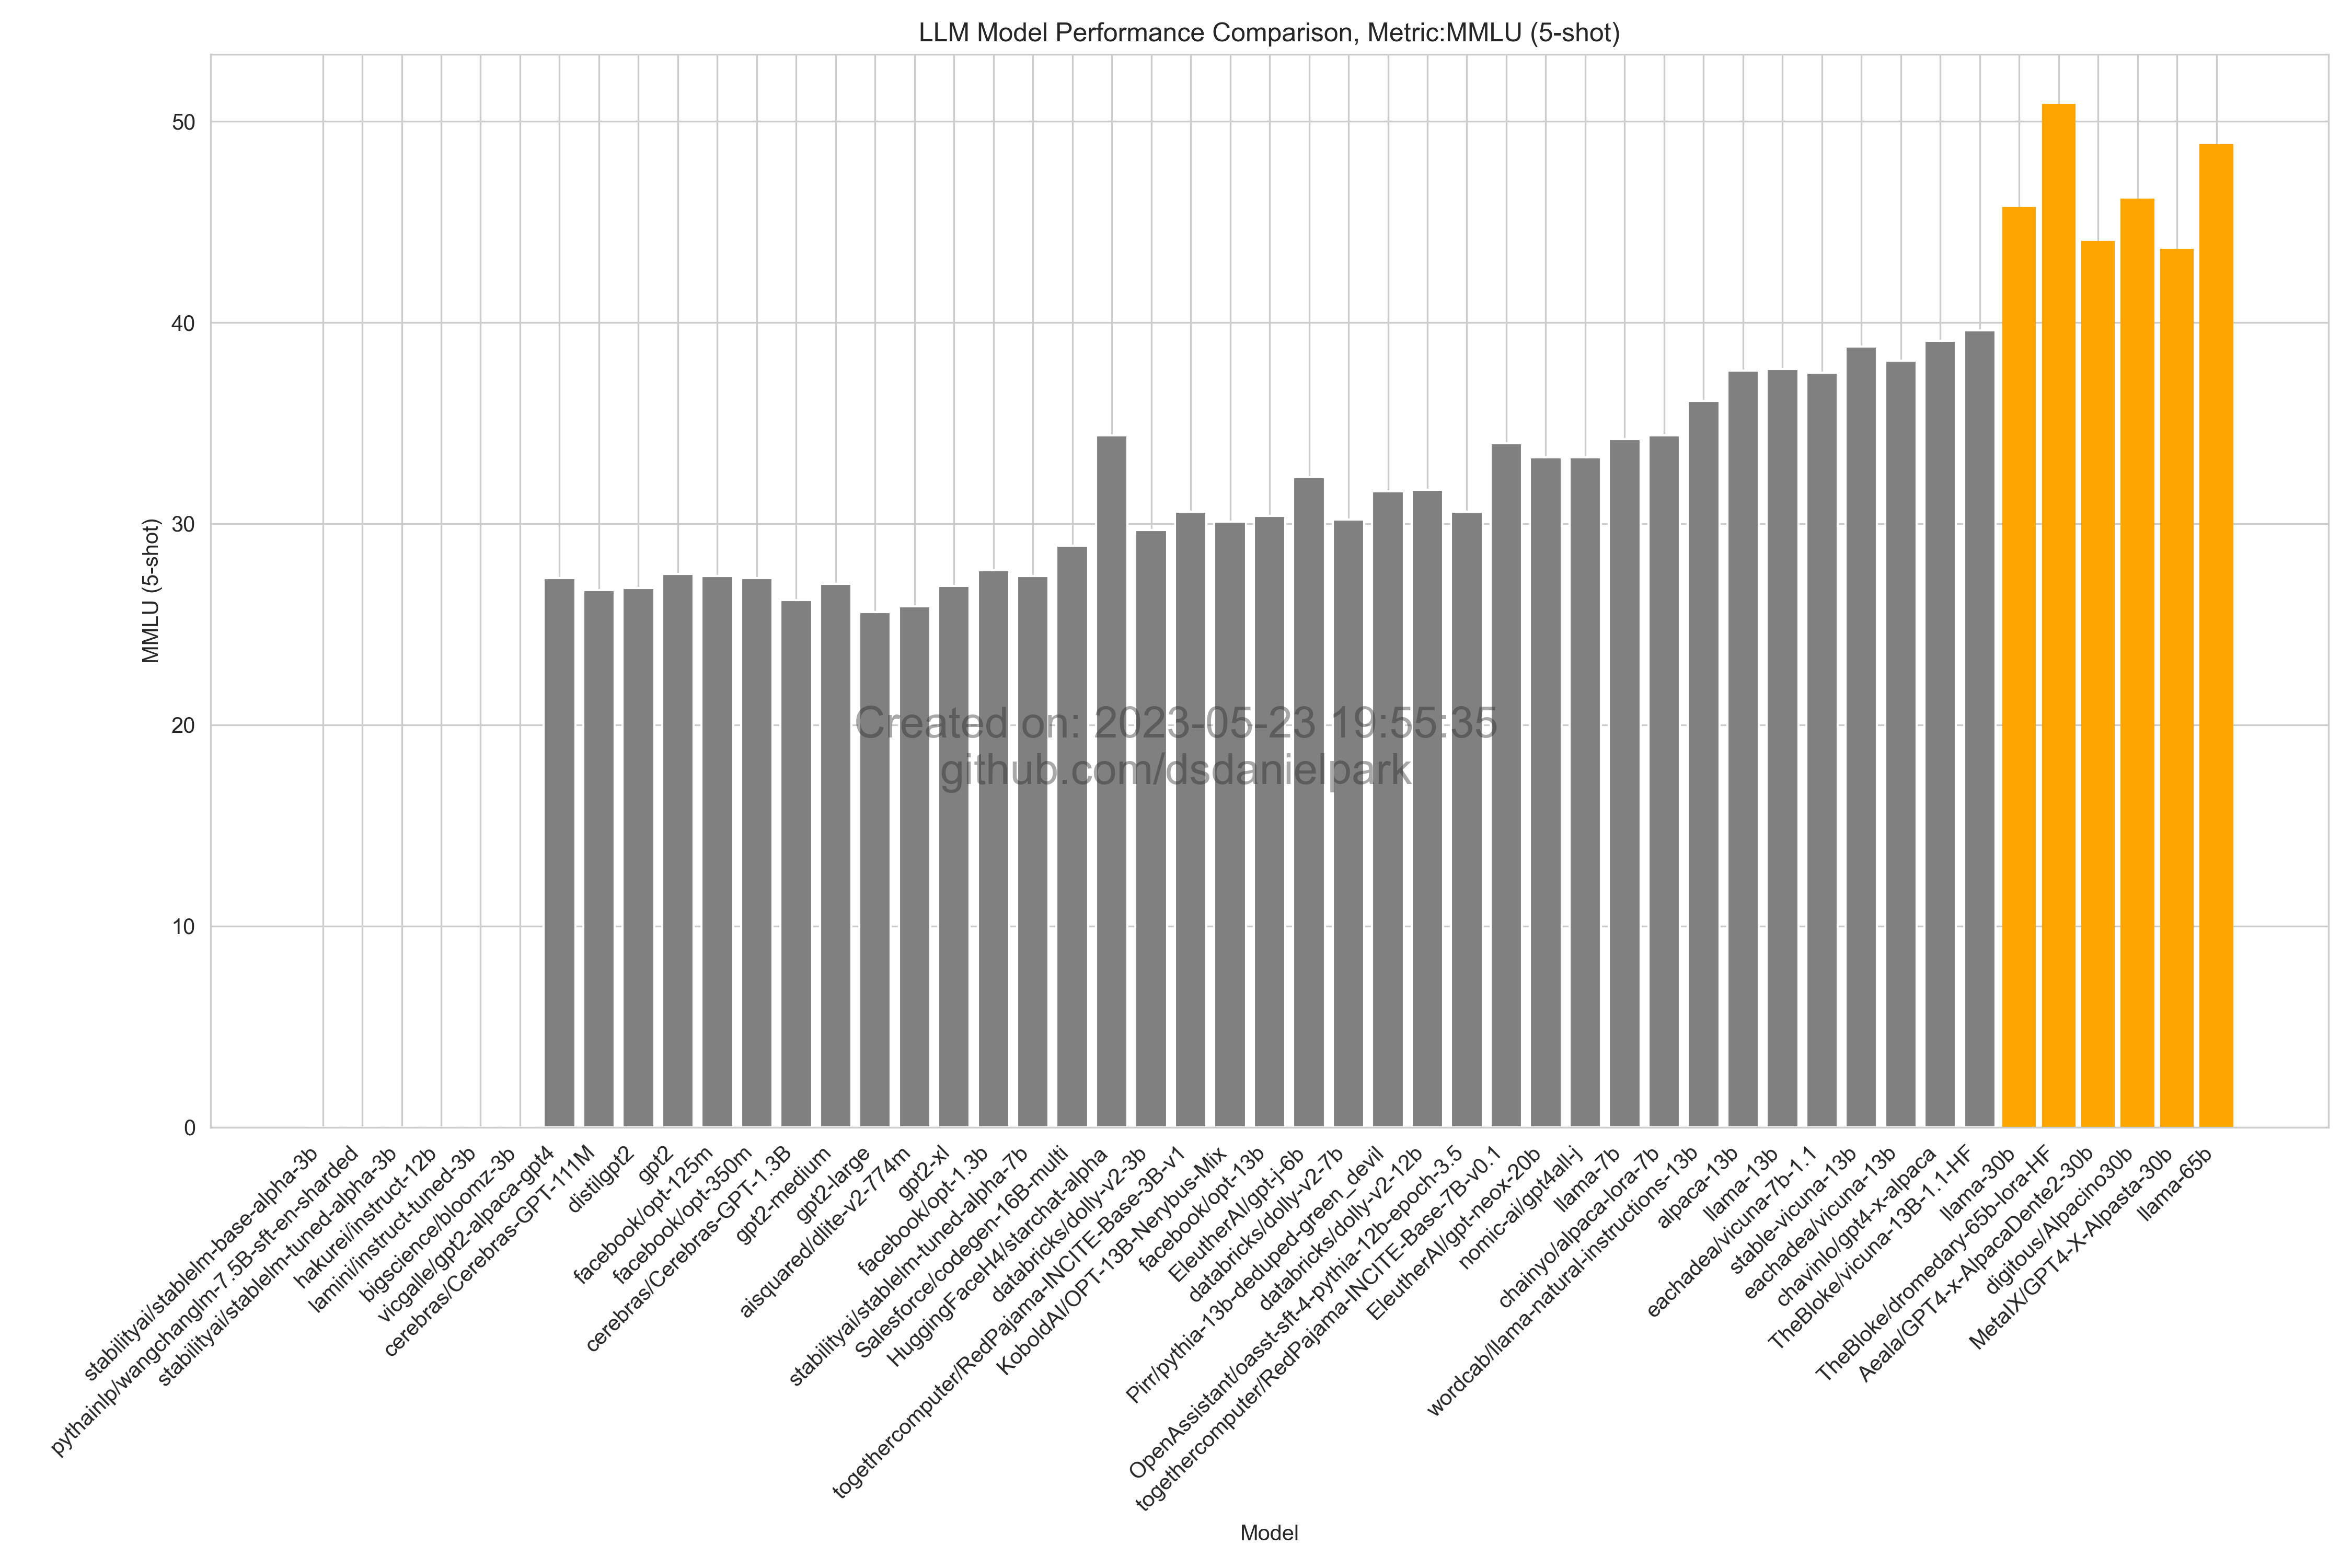 LLM Model Performance Comparison, Metric:MMLU (5-shot)
MMLU (5-shot)
50
40
30
20
10
0
Created on: 2023-05-23 19:55:35
github.com/dsdanielpark
stabilityai/stablelm-base-alpha-3b
pythainlp/wangchanglm-7.5B-sft-en-sharded
stabilityai/stablelm-tuned-alpha-3b
hakurei/instruct-12b
lamini/instruct-tuned-3b
bigscience/bloomz-3b
vicgalle/gpt2-alpaca-gpt4
cerebras/Cerebras-GPT-111M
distilgpt2
gpt2
facebook/opt-125m
facebook/opt-350m
cerebras/Cerebras-GPT-1.3B
gpt2-medium
gpt2-large
aisquared/dlite-v2-774m
gpt2-xl
facebook/opt-1.3b
stabilityai/stablelm-tuned-alpha-7b
Salesforce/codegen-16B-multi
HuggingFaceH4/starchat-alpha
databricks/dolly-v2-3b
togethercomputer/RedPajama-INCITE-Base-3B-v1
KoboldAI/OPT-13B-Nerybus-Mix
facebook/opt-13b
EleutherAI/gpt-j-6b
databricks/dolly-v2-7b
Pirr/pythia-13b-deduped-green_devil
databricks/dolly-v2-12b
OpenAssistant/oasst-sft-4-pythia-12b-epoch-3.5
togethercomputer/RedPajama-INCITE-Base-7B-v0.1
EleutherAI/gpt-neox-20b
nomic-ai/gpt4all-j
llama-7b
chainyo/alpaca-lora-7b
wordcab/llama-natural-instructions-13b
alpaca-13b
llama-13b
eachadea/vicuna-7b-1.1
stable-vicuna-13b
eachadea/vicuna-13b
chavinlo/gpt4-x-alpaca
TheBloke/vicuna-13B-1.1-HF
llama-30b
TheBloke/dromedary-65b-lora-HF
Aeala/GPT4-x-AlpacaDente2-30b
digitous/Alpacino30b
MetaIX/GPT4-X-Alpasta-30b
llama-65b
Model